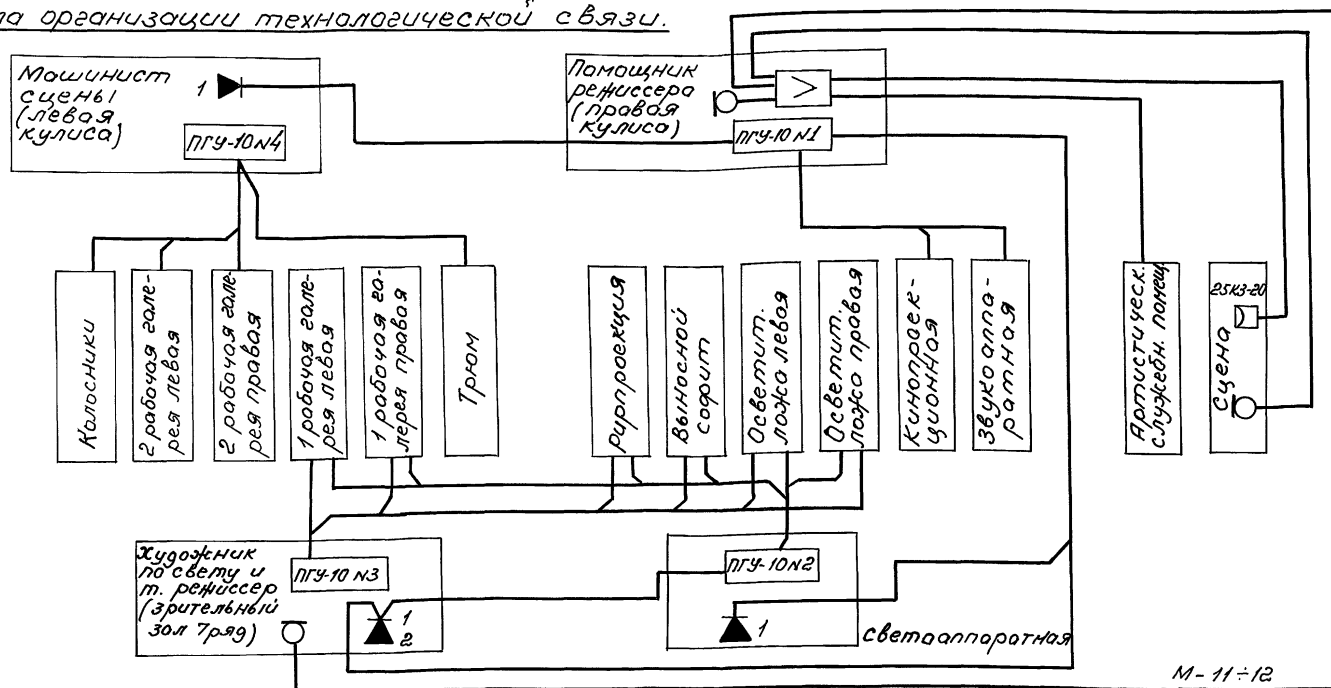 па организации технологической связи.
Машинист
сцены
(левая
кулиса)
1
ПГУ-10 N4
Помощник
режиссера
(правая
кулиса)
ПГУ-10 N1
Колосники
2 рабочая гале-
рея левая
2 рабочая гале-
рея правая
1 рабочая гале-
рея левая
1 рабочая га-
лерея правая
Трюм
Рирпроекция
Выносной
софит
Осветит.
ложа левая
Осветит.
ложа правая
Кинопроек-
ционная
Звукоаппа-
ратная
Артистическ.
служебн. помещ.
25КЗ-20
Сцена
Художник
по свету и
т. режиссер
(зрительный
зал 7ряд)
ПГУ-10 N3
1
2
ПГУ-10 N2
1
Светоаппаратная
М-11÷12